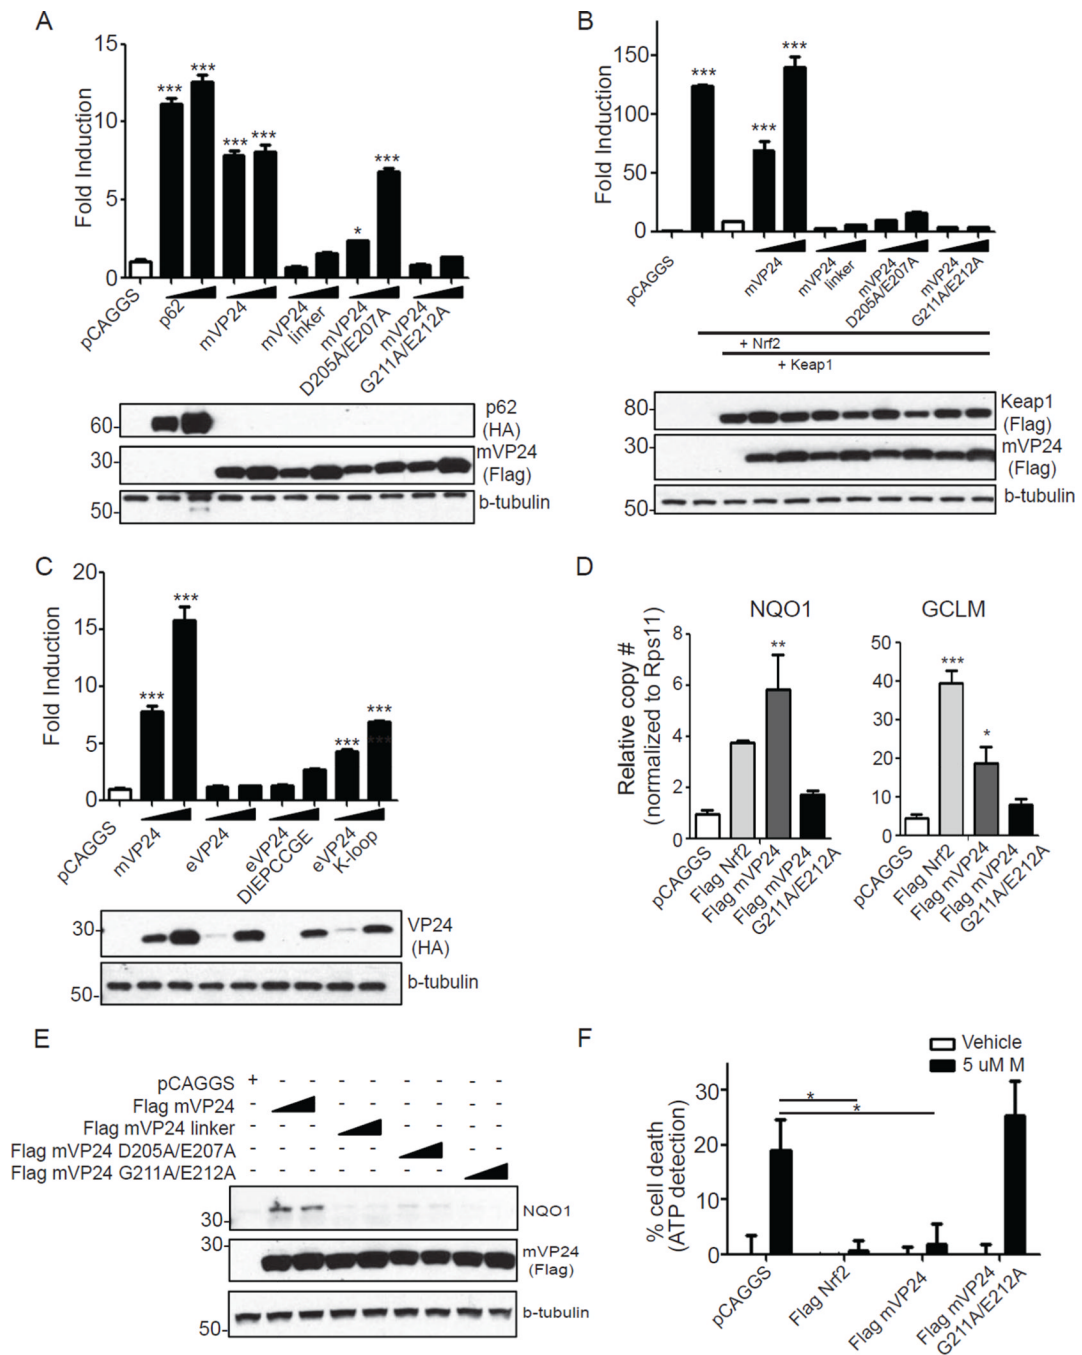 A
15
10
5
0
Fold Induction
***
***
***
***
*
***
pCAGGS
p62
mVP24
mVP24
linker
mVP24
D205A/E207A
mVP24
G211A/E212A
60-
p62
(HA)
30-
mVP24
(Flag)
50-
b-tubulin
B
150
100
50
0
Fold Induction
***
***
***
pCAGGS
mVP24
mVP24
linker
mVP24
D205A/E207A
mVP24
G211A/E212A
+ Nrf2
+ Keap1
80-
Keap1
(Flag)
30-
mVP24
(Flag)
50-
b-tubulin
C
20
15
10
5
0
Fold Induction
***
***
***
***
***
pCAGGS
mVP24
eVP24
eVP24
DIEPCCGE
eVP24
K-loop
30-
VP24
(HA)
50-
b-tubulin
D
NQO1
Relative copy #
(normalized to Rps11)
8
6
4
2
0
**
pCAGGS
Flag Nrf2
Flag mVP24
Flag mVP24
G211A/E212A
GCLM
50
40
30
20
10
0
***
*
pCAGGS
Flag Nrf2
Flag mVP24
Flag mVP24
G211A/E212A
E
pCAGGS + - - - - - - - -
Flag mVP24 - - - - - - -
Flag mVP24 linker - - - - - - -
Flag mVP24 D205A/E207A - - - - - - -
Flag mVP24 G211A/E212A - - - - - - -
30-
NQO1
30-
mVP24
(Flag)
50-
b-tubulin
F
Vehicle
5 uM M
% cell death
(ATP detection)
30
20
10
0
*
*
pCAGGS
Flag Nrf2
Flag mVP24
Flag mVP24
G211A/E212A